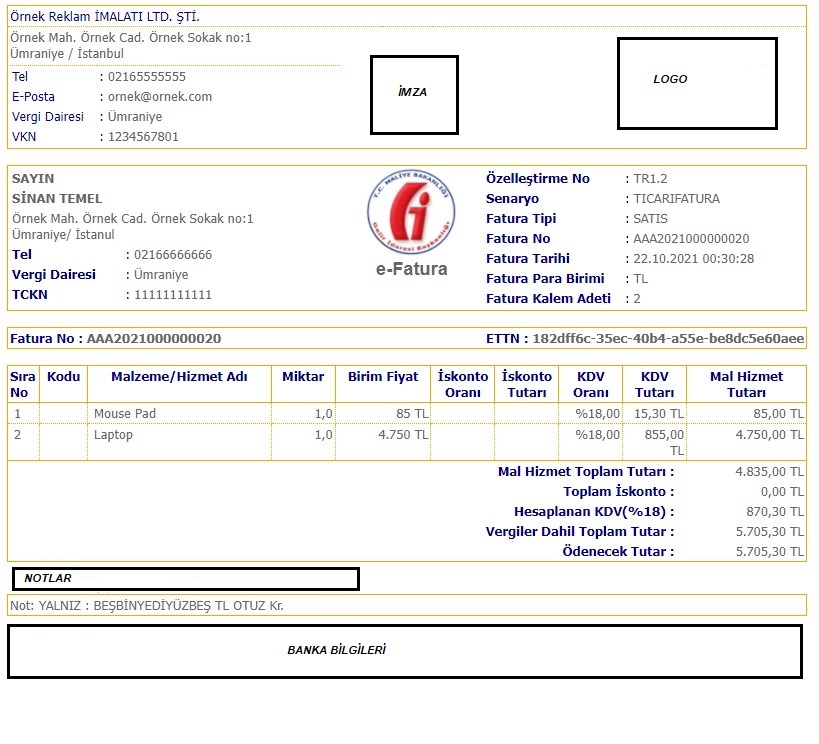 Örnek Reklam İMALATI LTD. ŞTİ.
Örnek Mah. Örnek Cad. Örnek Sokak no:1
Ümraniye / İstanbul
Tel : 02165555555
E-Posta : ornek@ornek.com
Vergi Dairesi : Ümraniye
VKN : 1234567801
İMZA
LOGO
SAYIN
SİNAN TEMEL
Örnek Mah. Örnek Cad. Örnek Sokak no:1
Ümraniye/ İstanul
Tel : 02166666666
Vergi Dairesi : Ümraniye
TCKN : 11111111111
T.C. MALİYE BAKANLIĞI
Gelir İdaresi Başkanlığı
e-Fatura
Özelleştirme No : TR1.2
Senaryo : TICARIFATURA
Fatura Tipi : SATIS
Fatura No : AAA2021000000020
Fatura Tarihi : 22.10.2021 00:30:28
Fatura Para Birimi : TL
Fatura Kalem Adeti : 2
Fatura No : AAA2021000000020 ETTN : 182dff6c-35ec-40b4-a55e-be8dc5e60aee
Sıra No Kodu Malzeme/Hizmet Adı Miktar Birim Fiyat İskonto Oranı İskonto Tutarı KDV Oranı KDV Tutarı Mal Hizmet Tutarı
1 Mouse Pad 1,0 85 TL %18,00 15,30 TL 85,00 TL
2 Laptop 1,0 4.750 TL %18,00 855,00 TL 4.750,00 TL
Mal Hizmet Toplam Tutarı : 4.835,00 TL
Toplam İskonto : 0,00 TL
Hesaplanan KDV(%18) : 870,30 TL
Vergiler Dahil Toplam Tutar : 5.705,30 TL
Ödenecek Tutar : 5.705,30 TL
NOTLAR
Not: YALNIZ : BEŞBİNYEDİYÜZBEŞ TL OTUZ Kr.
BANKA BİLGİLERİ